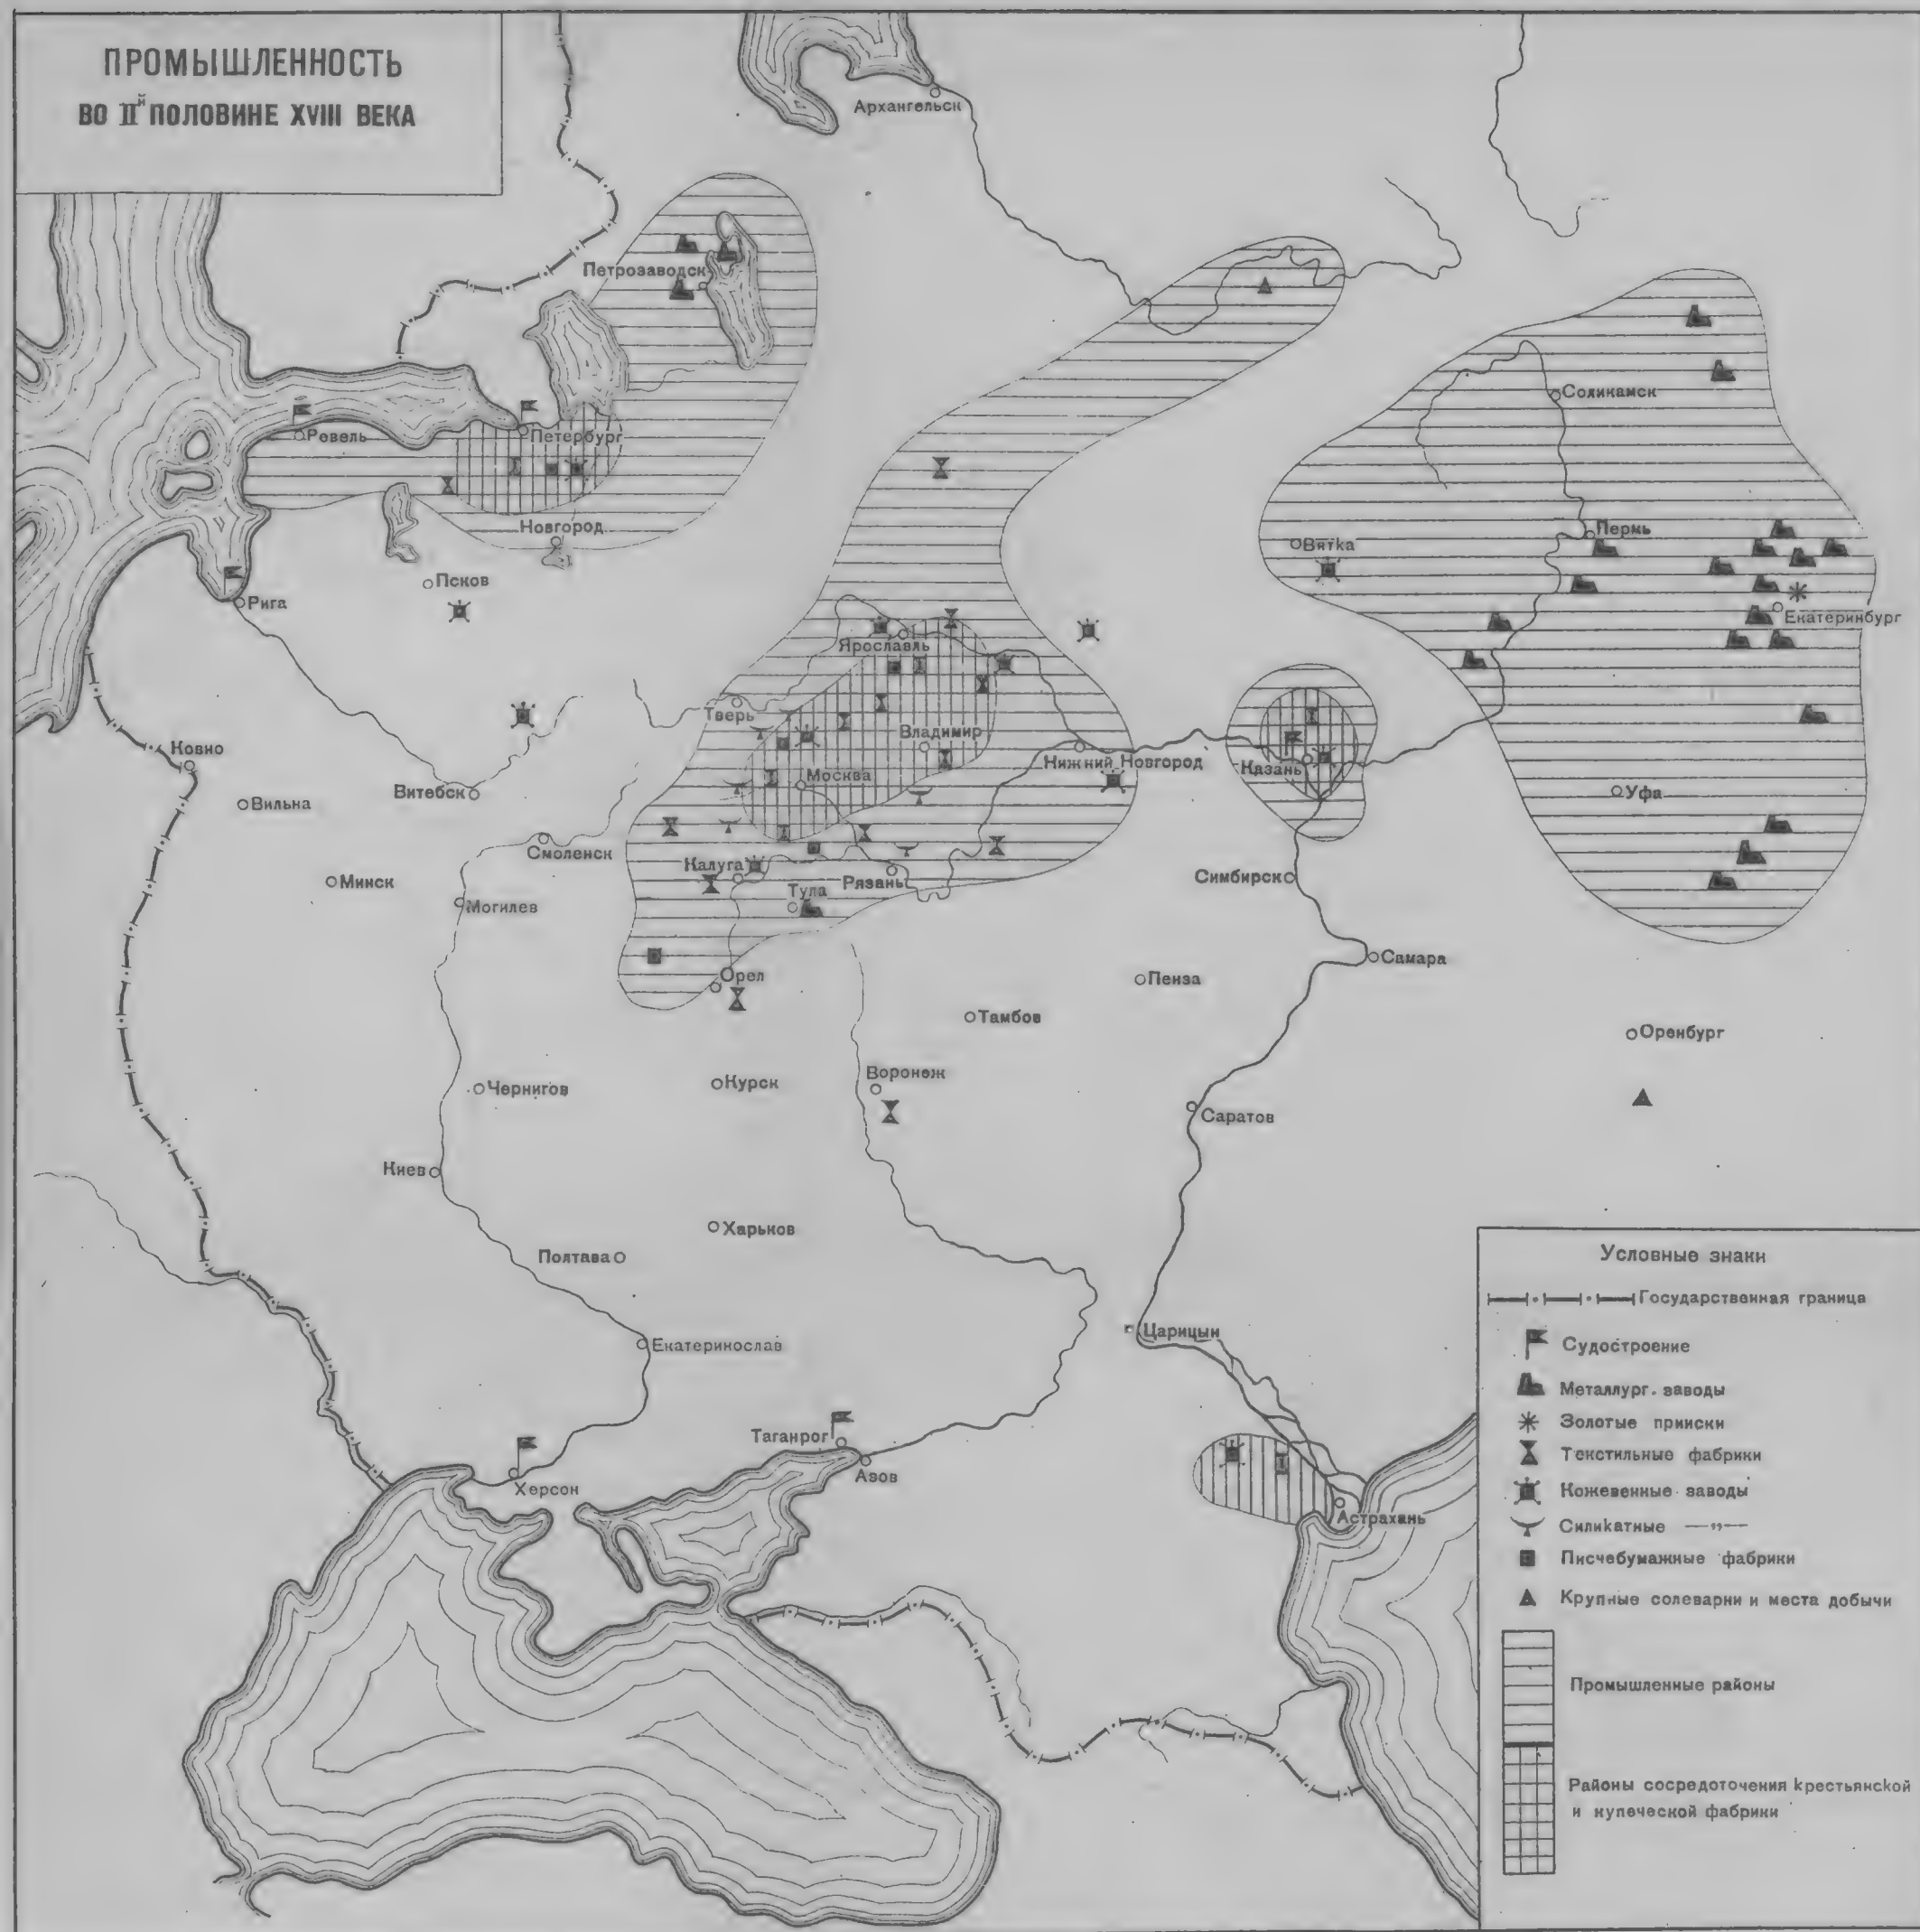 ПРОМЫШЛЕННОСТЬ
ВО IIй ПОЛОВИНЕ XVIII ВЕКА
Архангельск
Петрозаводск
Соликамск
Ревель
Петербург
Новгород
Пермь
Вятка
Псков
Рига
Екатеринбург
Ярославль
Тверь
Владимир
Ковно
Нижний Новгород
Казань
Москва
Витебск
Вильна
Уфа
Смоленск
Калуга
Рязань
Минск
Симбирск
Тула
Могилев
Самара
Орел
Пенза
Тамбов
Оренбург
Воронеж
Курск
Чернигов
Саратов
Киев
Харьков
Полтава
Царицын
Екатеринослав
Таганрог
Азов
Херсон
Астрахань
Условные знаки
Государственная граница
Судостроение
Металлург. заводы
Золотые прииски
Текстильные фабрики
Кожевенные заводы
Силикатные —„—
Писчебумажные фабрики
Крупные солеварни и места добычи
Промышленные районы
Районы сосредоточения крестьянской
и купеческой фабрики